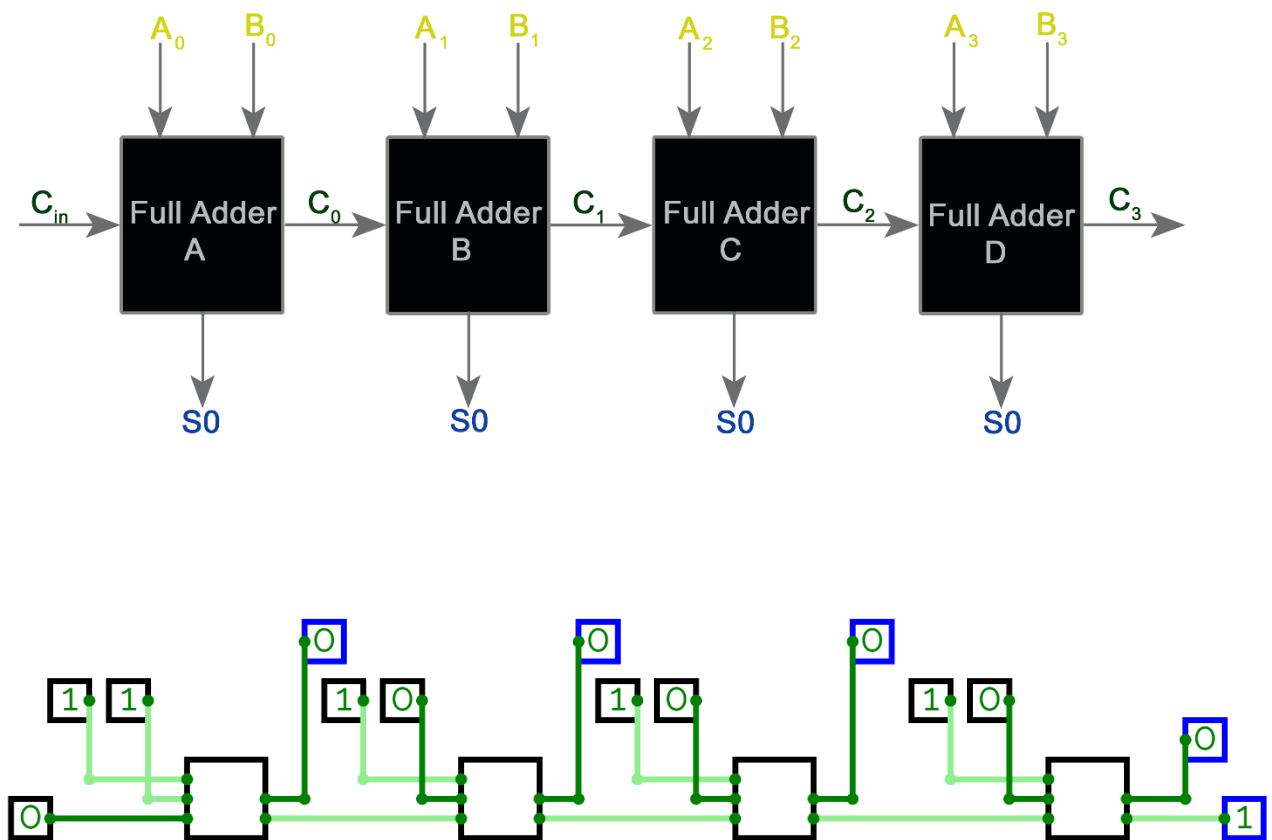 A0 B0 A1 B1 A2 B2 A3 B3
Cin Full Adder A C0 Full Adder B C1 Full Adder C C2 Full Adder D C3
S0 S0 S0 S0
0 0 0
1 1 1 0 1 0 1 0
0
0 1